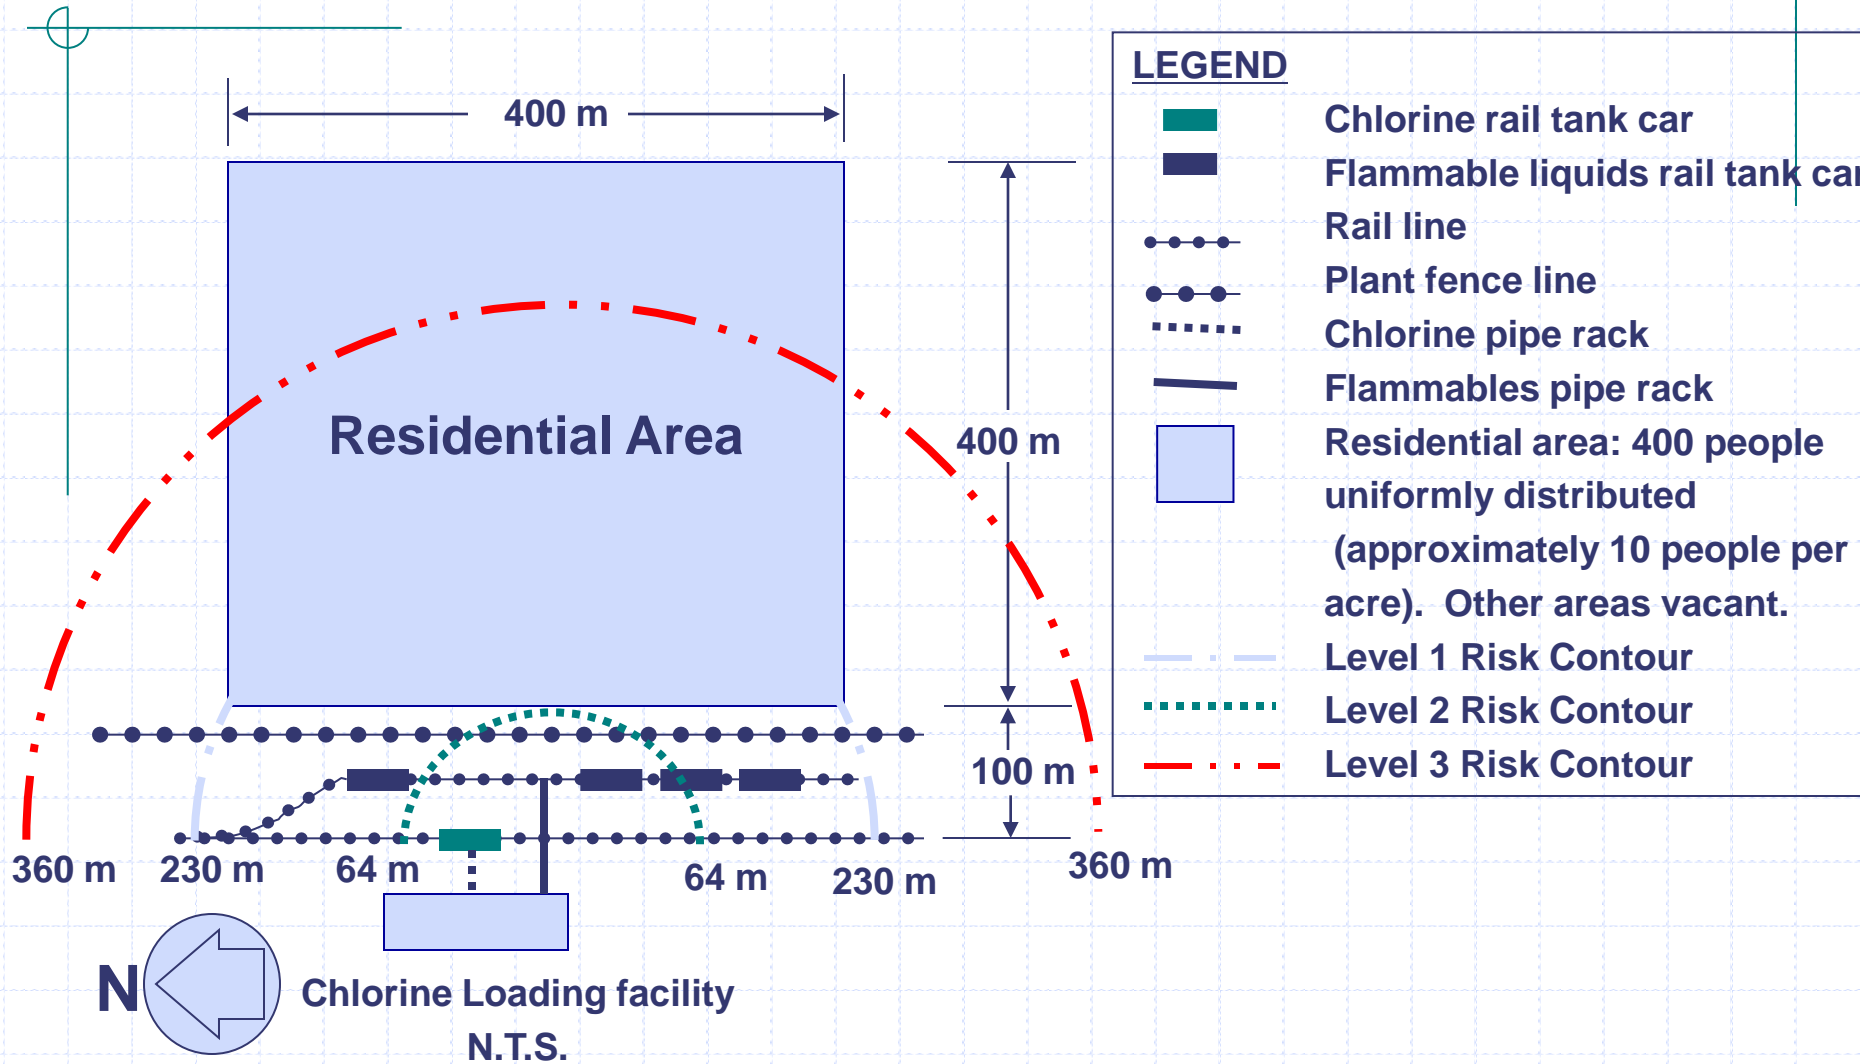 LEGEND
400 m
Chlorine rail tank car
Flammable liquids rail tank car
Rail line
Plant fence line
Chlorine pipe rack
Flammables pipe rack
Residential Area
400 m
Residential area: 400 people
uniformly distributed
(approximately 10 people per
acre). Other areas vacant.
Level 1 Risk Contour
Level 2 Risk Contour
Level 3 Risk Contour
100 m
360 m
230 m
64 m
64 m
230 m
360 m
N
Chlorine Loading facility
N.T.S.